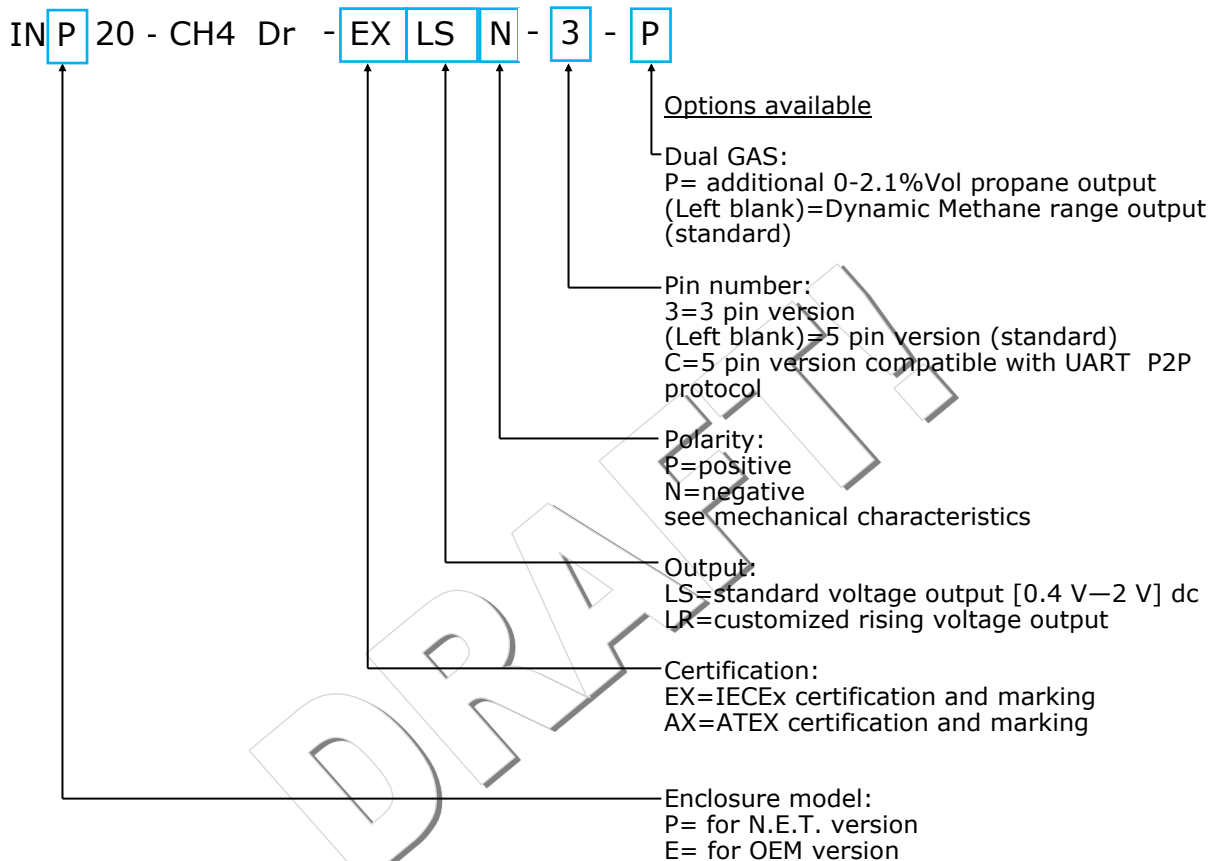 INP20 - CH4 Dr - EX LS N - 3 - P
Options available
Dual GAS:
P= additional 0-2.1%Vol propane output
(Left blank)=Dynamic Methane range output
(standard)
Pin number:
3=3 pin version
(Left blank)=5 pin version (standard)
C=5 pin version compatible with UART P2P
protocol
Polarity:
P=positive
N=negative
see mechanical characteristics
Output:
LS=standard voltage output [0.4 V—2 V] dc
LR=customized rising voltage output
Certification:
EX=IECEx certification and marking
AX=ATEX certification and marking
Enclosure model:
P= for N.E.T. version
E= for OEM version
DRAFT!